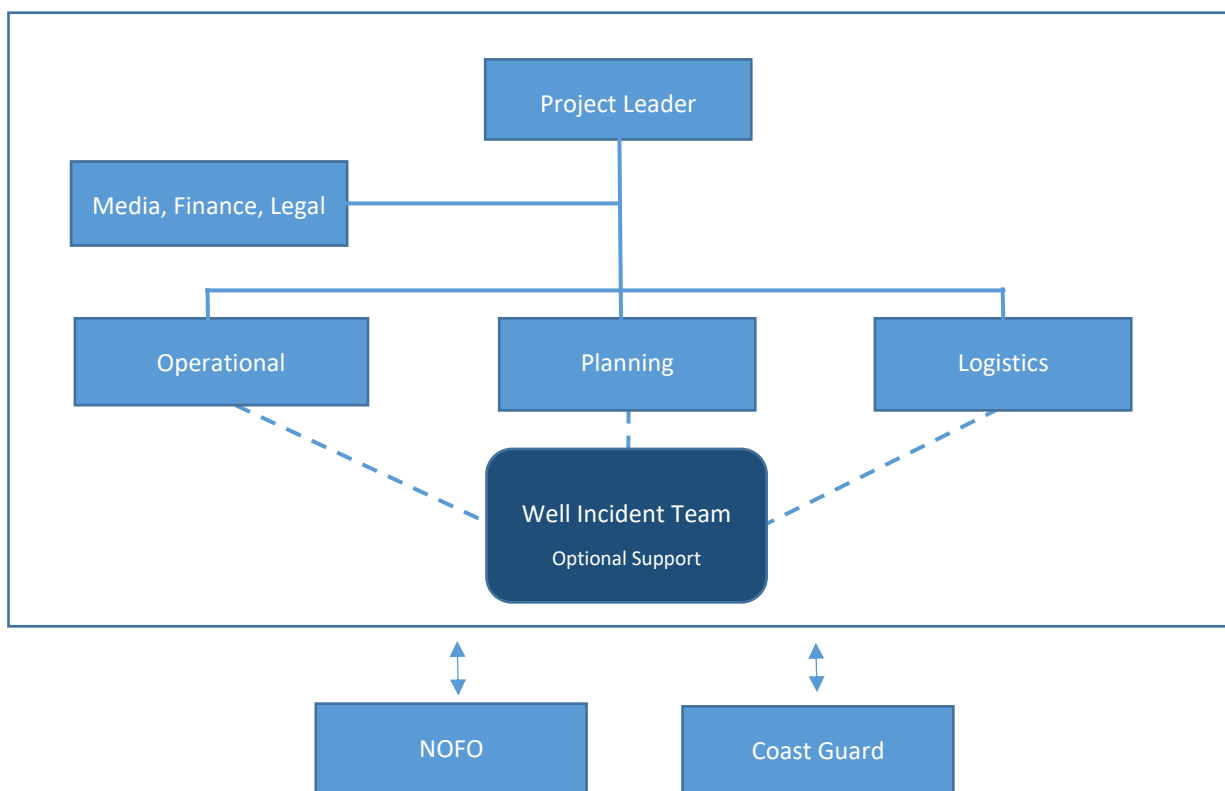 Project Leader
Media, Finance, Legal
Operational
Planning
Logistics
Well Incident Team
Optional Support
NOFO
Coast Guard